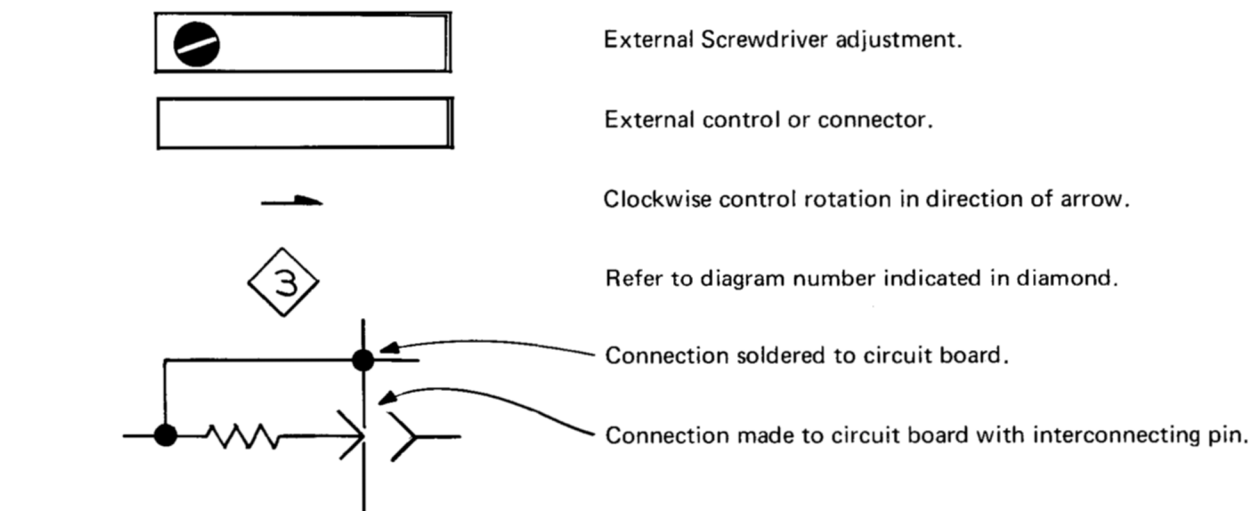 External Screwdriver adjustment.
External control or connector.
Clockwise control rotation in direction of arrow.
3
Refer to diagram number indicated in diamond.
Connection soldered to circuit board.
Connection made to circuit board with interconnecting pin.